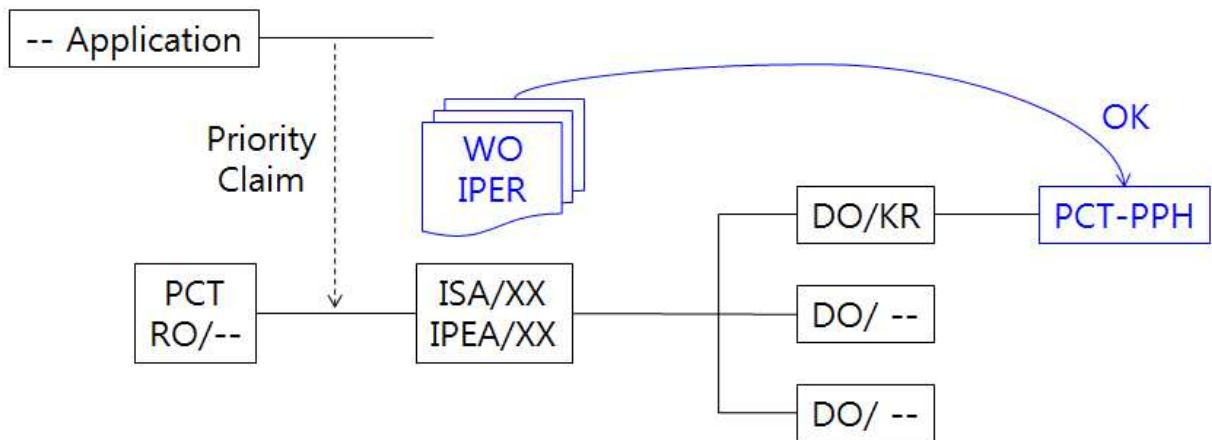 -- Application
Priority
Claim
WO
IPER
OK
DO/KR
PCT-PPH
PCT
RO/--
ISA/XX
IPEA/XX
DO/ --
DO/ --